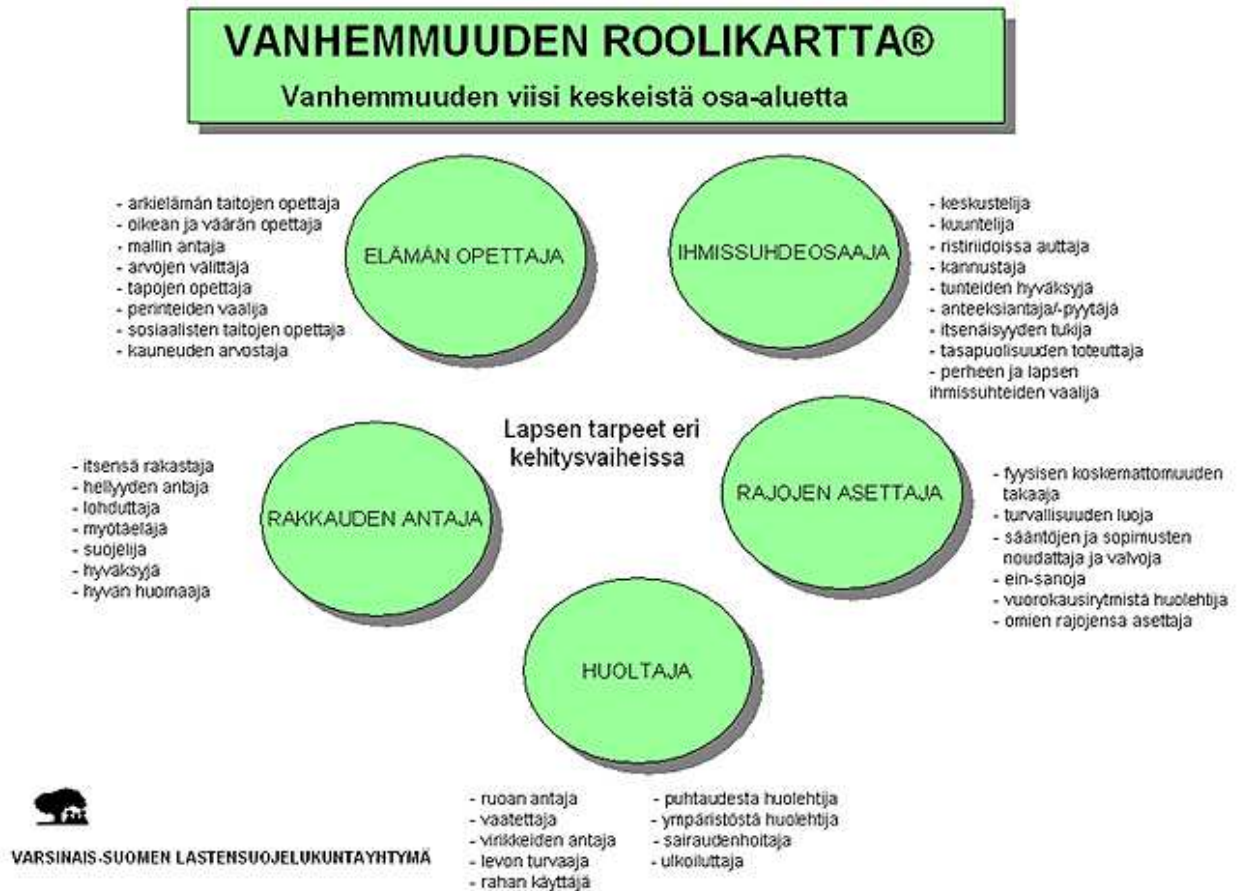 VANHEMMUUDEN ROOLIKARTTA®
Vanhemmuuden viisi keskeistä osa-aluetta
- arkielämän taitojen opettaja
- oikean ja väärän opettaja
- mallin antaja
- arvojen välittäjä
- tapojen opettaja
- perinteiden vaalija
- sosiaalisten taitojen opettaja
- kauneuden arvostaja
ELÄMÄN OPETTAJA
IHMISSUHDEOSAAJA
- keskustelija
- kuuntelija
- ristiriidoissa auttaja
- kannustaja
- tunteiden hyväksyjä
- anteeksiantaja/-pyytäjä
- itsenäisyyden tukija
- tasapuolisuuden toteuttaja
- perheen ja lapsen
ihmissuhteiden vaalija
Lapsen tarpeet eri
kehitysvaiheissa
- itsensä rakastaja
- hellyyden antaja
- lohduttaja
- myötäeläjä
- suojelija
- hyväksyjä
- hyvän huomaaja
RAKKAUDEN ANTAJA
RAJOJEN ASETTAJA
- fyysisen koskemattomuuden
takaaja
- turvallisuuden luoja
- sääntöjen ja sopimusten
noudattaja ja valvoja
- ein-sanoja
- vuorokausirytmistä huolehtija
- omien rajojensa asettaja
HUOLTAJA
- ruoan antaja
- vaatettaja
- virikkeiden antaja
- levon turvaaja
- rahan käyttäjä
- puhtaudesta huolehtija
- ympäristöstä huolehtija
- sairaudenhoitaja
- ulkoiluttaja
VARSINAIS-SUOMEN LASTENSUOJELUKUNTAYHTYMÄ